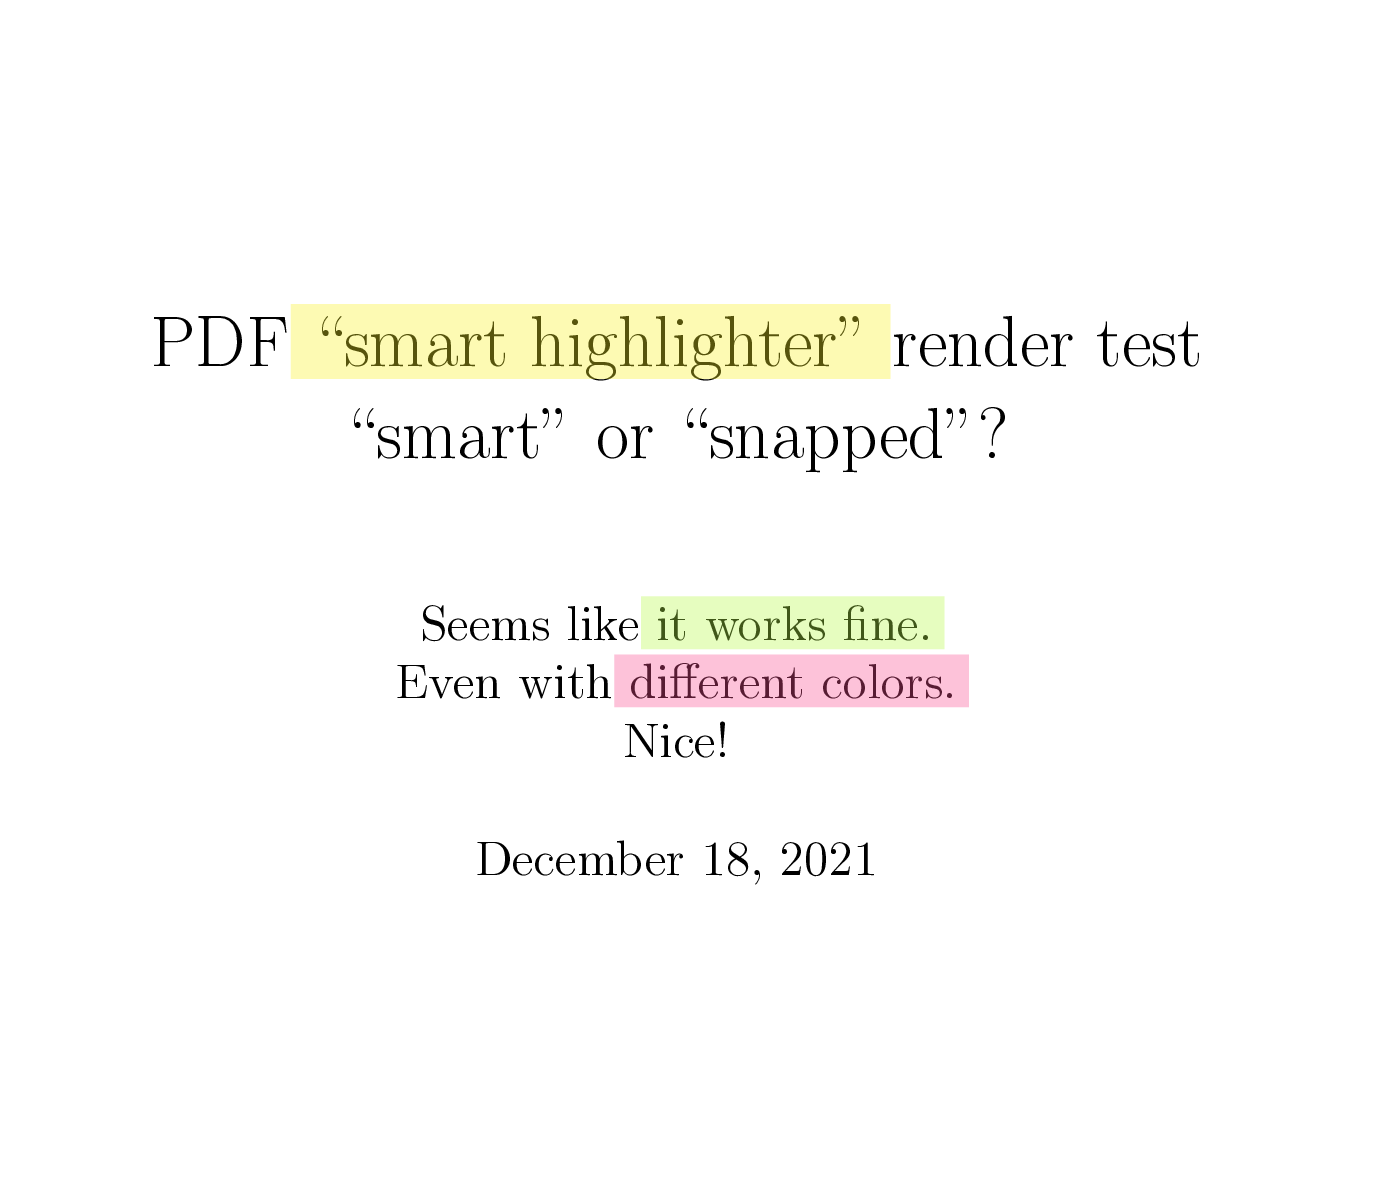 PDF “smart highlighter” render test
“smart” or “snapped”?
Seems like it works fine.
Even with different colors.
Nice!
December 18, 2021